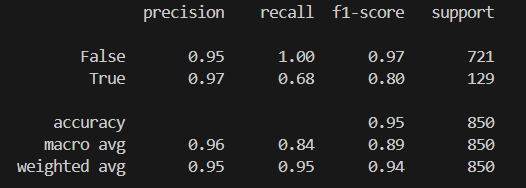 precision recall f1-score support
False 0.95 1.00 0.97 721
True 0.97 0.68 0.80 129
accuracy 0.95 850
macro avg 0.96 0.84 0.89 850
weighted avg 0.95 0.95 0.94 850